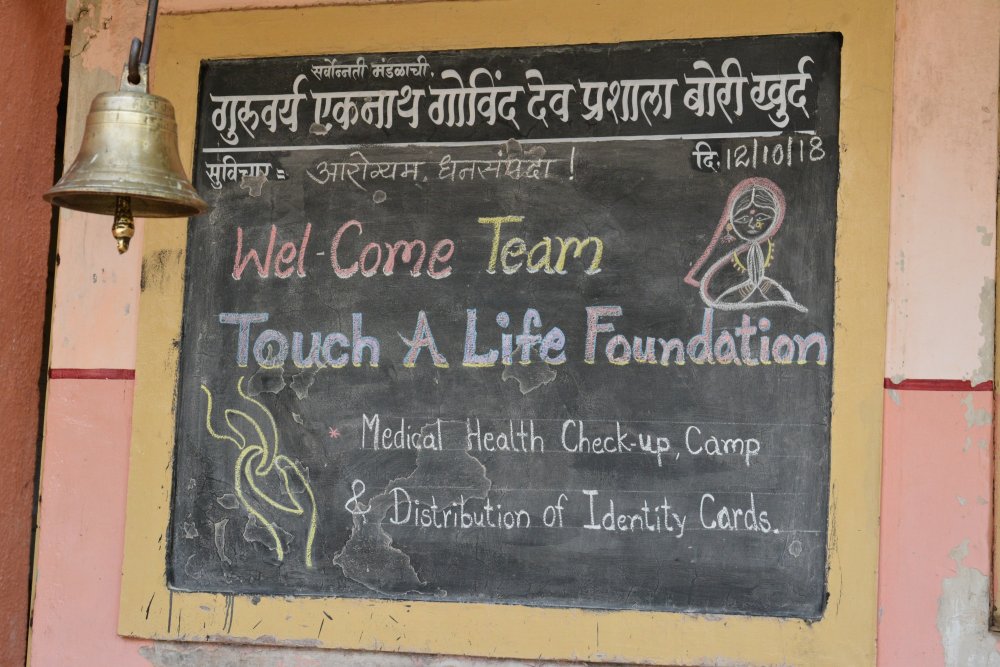 सर्वोन्नती मंडळाची.
गुरुवर्य एकनाथ गोविंद देव प्रशाला बोरी खुर्द
सुविचार :- आरोग्यम्. धनसंपदा ! दि. 12/10/18
Wel-Come Team
Touch A Life Foundation
* Medical Health Check-up, Camp
& Distribution of Identity Cards.